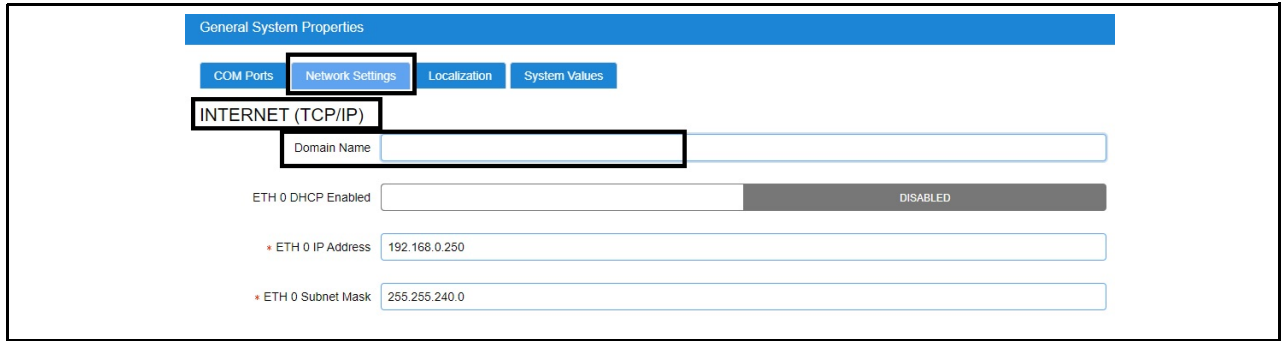 General System Properties
COM Ports Network Settings Localization System Values
INTERNET (TCP/IP)
Domain Name
ETH 0 DHCP Enabled DISABLED
* ETH 0 IP Address 192.168.0.250
* ETH 0 Subnet Mask 255.255.240.0